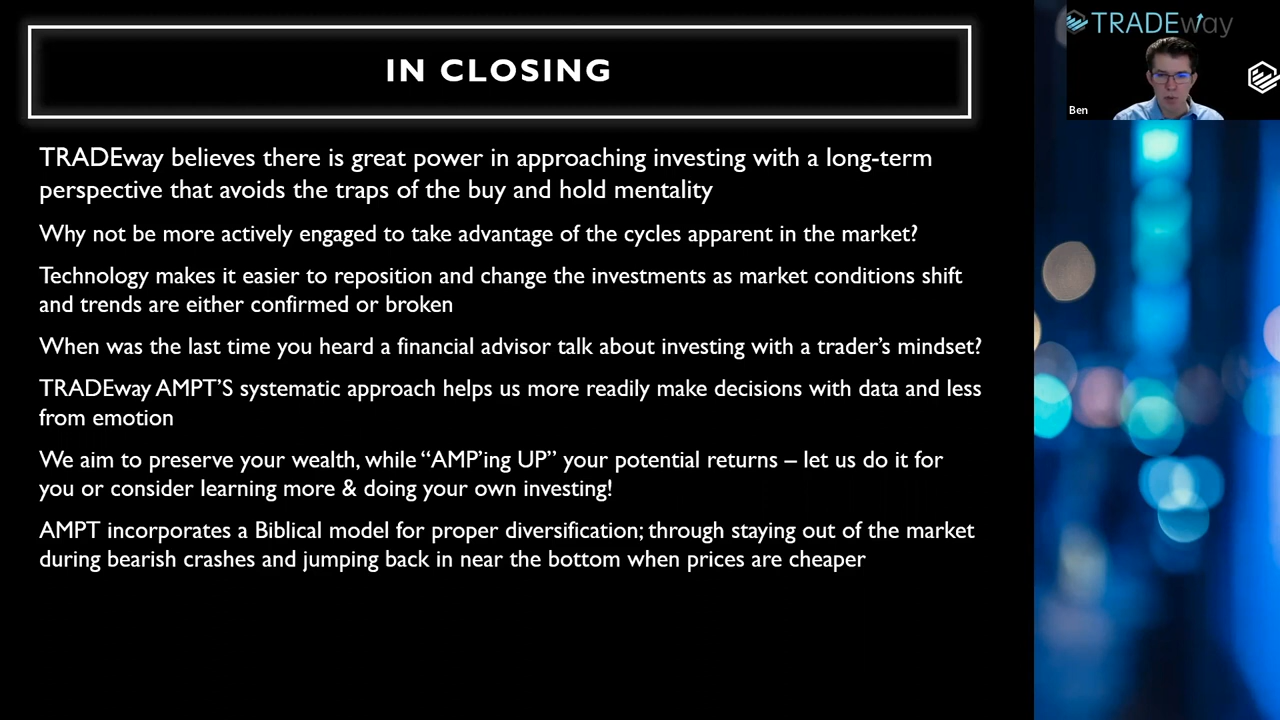 IN CLOSING
TRADEway believes there is great power in approaching investing with a long-term
perspective that avoids the traps of the buy and hold mentality
Why not be more actively engaged to take advantage of the cycles apparent in the market?
Technology makes it easier to reposition and change the investments as market conditions shift
and trends are either confirmed or broken
When was the last time you heard a financial advisor talk about investing with a trader’s mindset?
TRADEway AMPT’S systematic approach helps us more readily make decisions with data and less
from emotion
We aim to preserve your wealth, while “AMP’ing UP” your potential returns – let us do it for
you or consider learning more & doing your own investing!
AMPT incorporates a Biblical model for proper diversification; through staying out of the market
during bearish crashes and jumping back in near the bottom when prices are cheaper
TRADEway
Ben